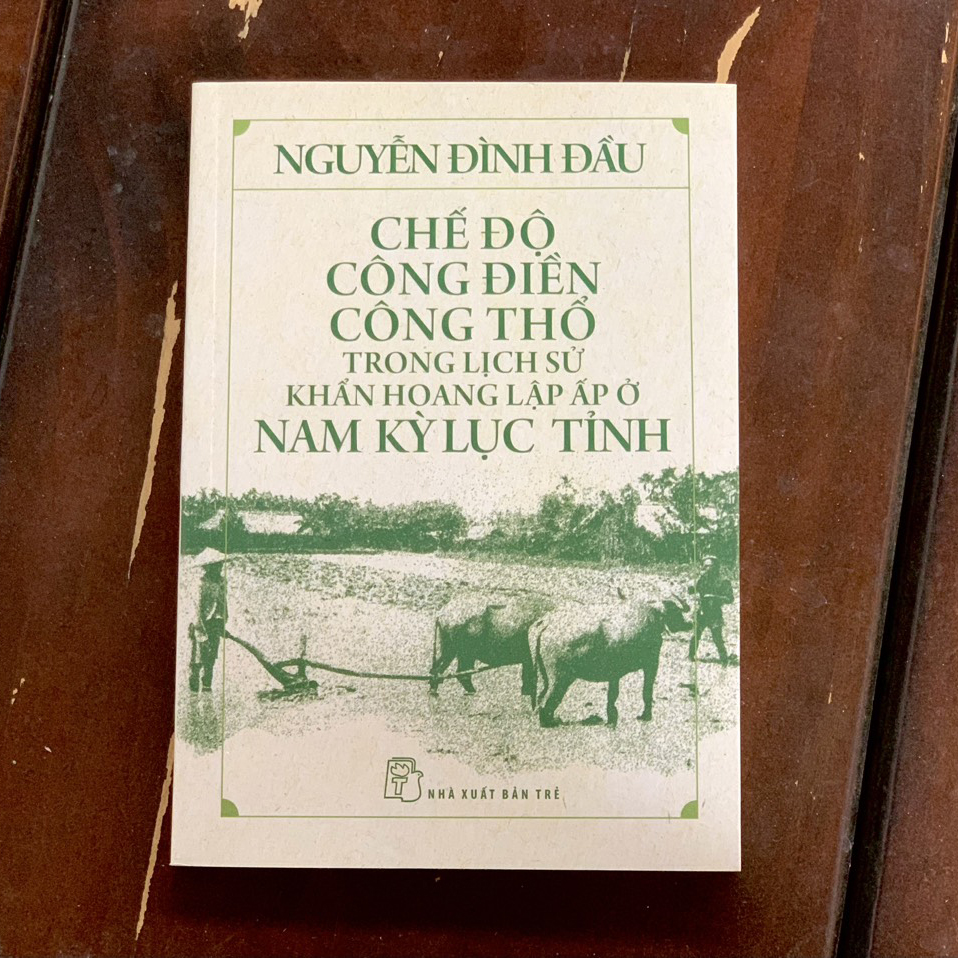 NGUYỄN ĐÌNH ĐẦU
CHẾ ĐỘ
CÔNG ĐIỀN
CÔNG THỔ
TRONG LỊCH SỬ
KHẨN HOANG LẬP ẤP Ở
NAM KỲ LỤC TỈNH
NHÀ XUẤT BẢN TRẺ